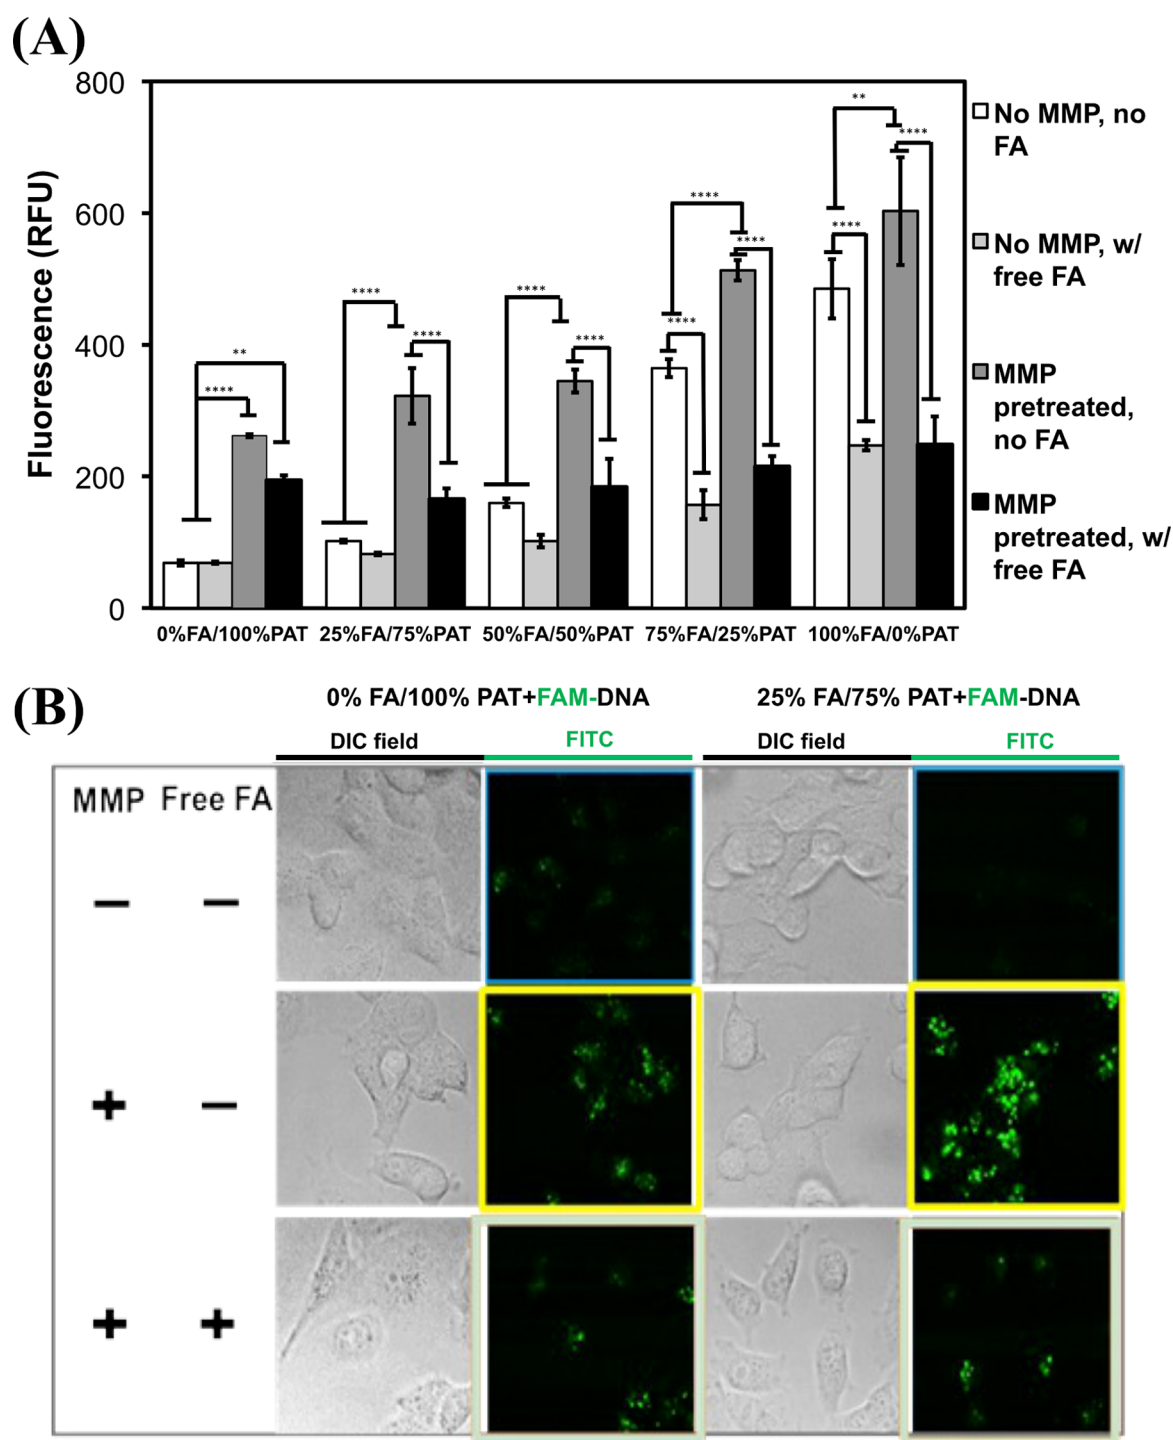 (A)
800
600
400
200
0
Fluorescence (RFU)
**
****
****
****
****
****
****
****
****
****
**
****
****
0%FA/100%PAT
25%FA/75%PAT
50%FA/50%PAT
75%FA/25%PAT
100%FA/0%PAT
No MMP, no
FA
No MMP, w/
free FA
MMP
pretreated,
no FA
MMP
pretreated, w/
free FA
(B)
0% FA/100% PAT+FAM-DNA
25% FA/75% PAT+FAM-DNA
DIC field
FITC
DIC field
FITC
MMP Free FA
− −
+ −
+ +